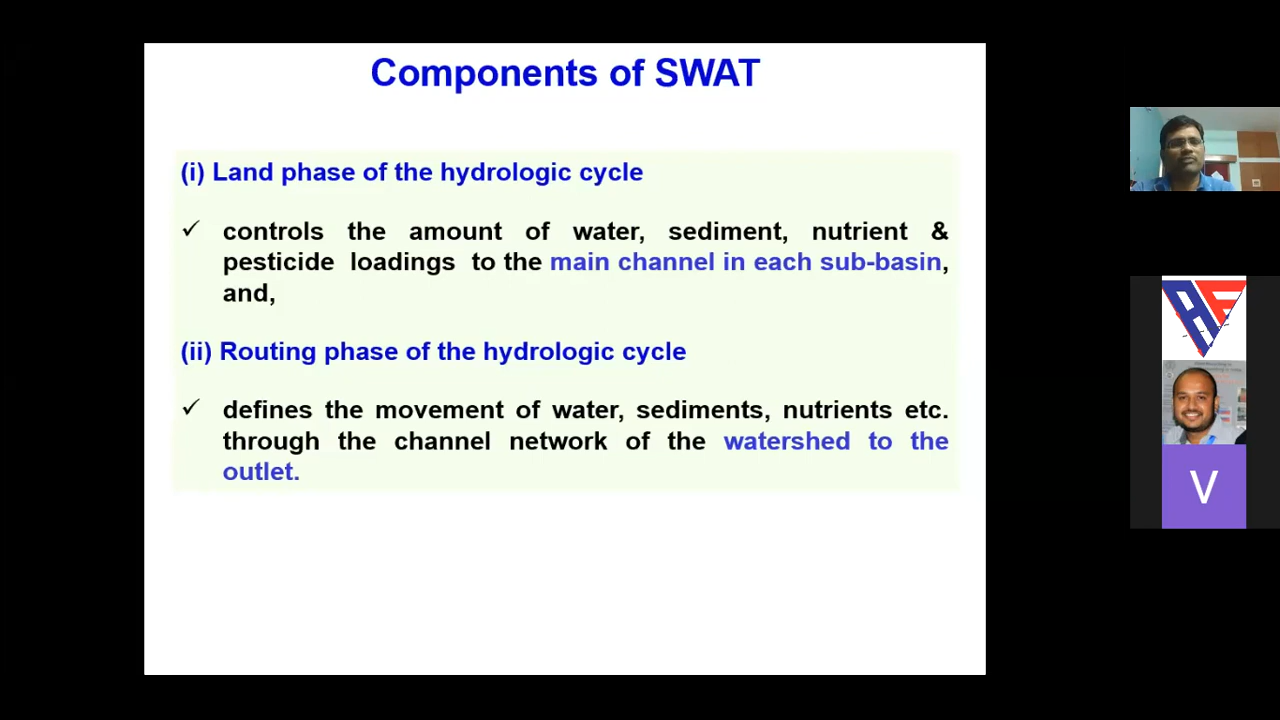 Components of SWAT
(i) Land phase of the hydrologic cycle
✓ controls the amount of water, sediment, nutrient &
pesticide loadings to the main channel in each sub-basin,
and,
(ii) Routing phase of the hydrologic cycle
✓ defines the movement of water, sediments, nutrients etc.
through the channel network of the watershed to the
outlet.
V